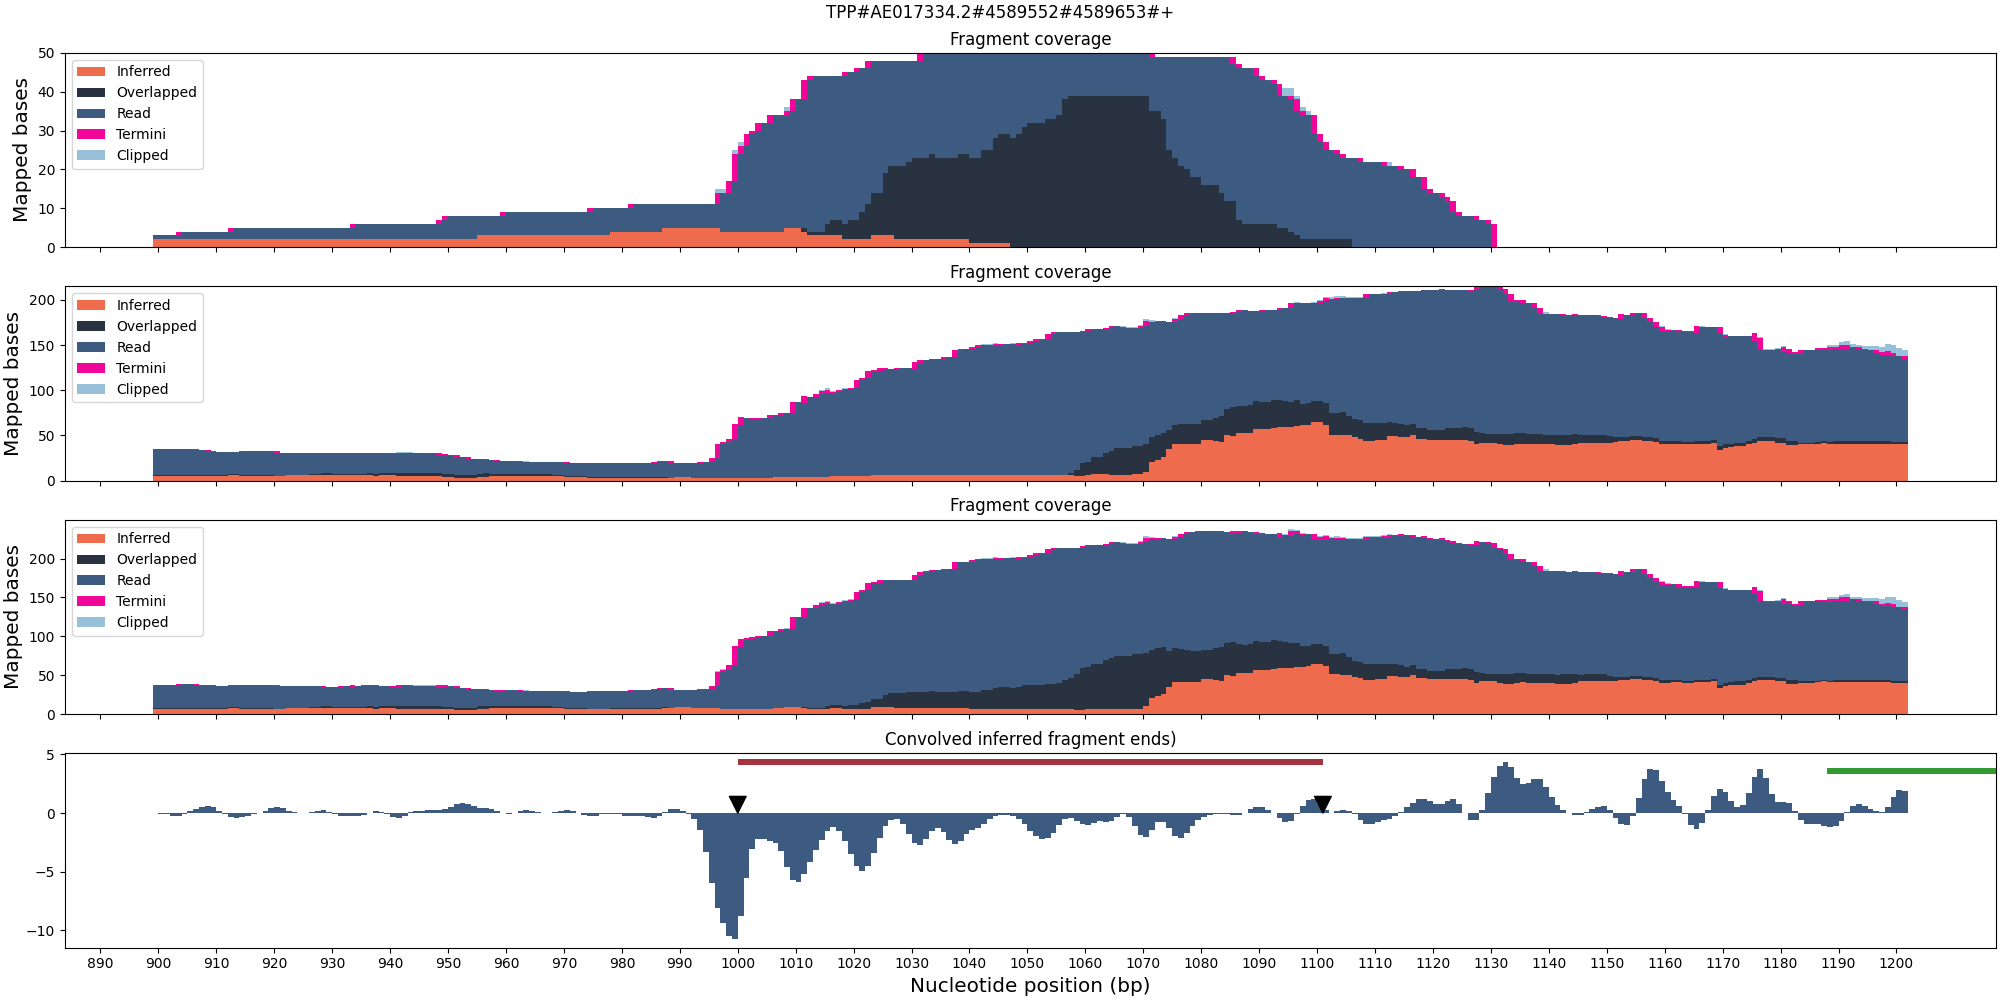 TPP#AE017334.2#4589552#4589653#+
Fragment coverage
Mapped bases
50
40
30
20
10
0
Inferred
Overlapped
Read
Termini
Clipped
Fragment coverage
Mapped bases
200
150
100
50
0
Inferred
Overlapped
Read
Termini
Clipped
Fragment coverage
Mapped bases
200
150
100
50
0
Inferred
Overlapped
Read
Termini
Clipped
Convolved inferred fragment ends)
5
0
−5
−10
890 900 910 920 930 940 950 960 970 980 990 1000 1010 1020 1030 1040 1050 1060 1070 1080 1090 1100 1110 1120 1130 1140 1150 1160 1170 1180 1190 1200
Nucleotide position (bp)